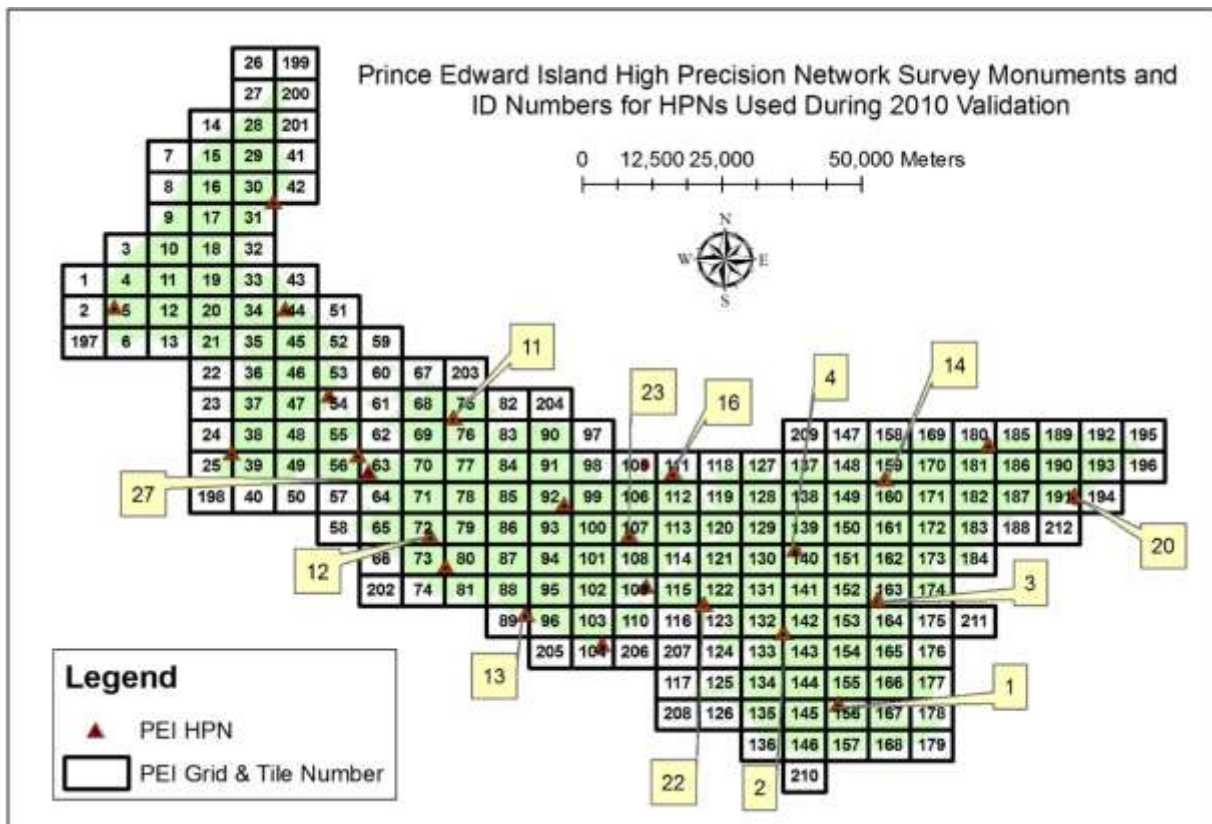 Prince Edward Island High Precision Network Survey Monuments and
ID Numbers for HPNs Used During 2010 Validation
0 12,500 25,000 50,000 Meters
N
W E
S
26 199
27 200
14 28 201
7 15 29 41
8 16 30 42
9 17 31
3 10 18 32
1 4 11 19 33 43
2 5 12 20 34 44 51
197 6 13 21 35 45 52 59
11
22 36 46 53 60 67 203
4 14
23 37 47 54 61 68 75 82 204
23 16
24 38 48 55 62 69 76 83 90 97 209 147 158 169 180 185 189 192 195
25 39 49 56 63 70 77 84 91 98 105 111 118 127 137 148 159 170 181 186 190 193 196
27
198 40 50 57 64 71 78 85 92 99 106 112 119 128 138 149 160 171 182 187 191 194
58 65 72 79 86 93 100 107 113 120 129 139 150 161 172 183 188 212
20
12
66 73 80 87 94 101 108 114 121 130 140 151 162 173 184
202 74 81 88 95 102 109 115 122 131 141 152 163 174
3
89 96 103 110 116 123 132 142 153 164 175 211
205 104 206 207 124 133 143 154 165 176
13
117 125 134 144 155 166 177
1
208 126 135 145 156 167 178
136 146 157 168 179
22 2
210
Legend
PEI HPN
PEI Grid & Tile Number